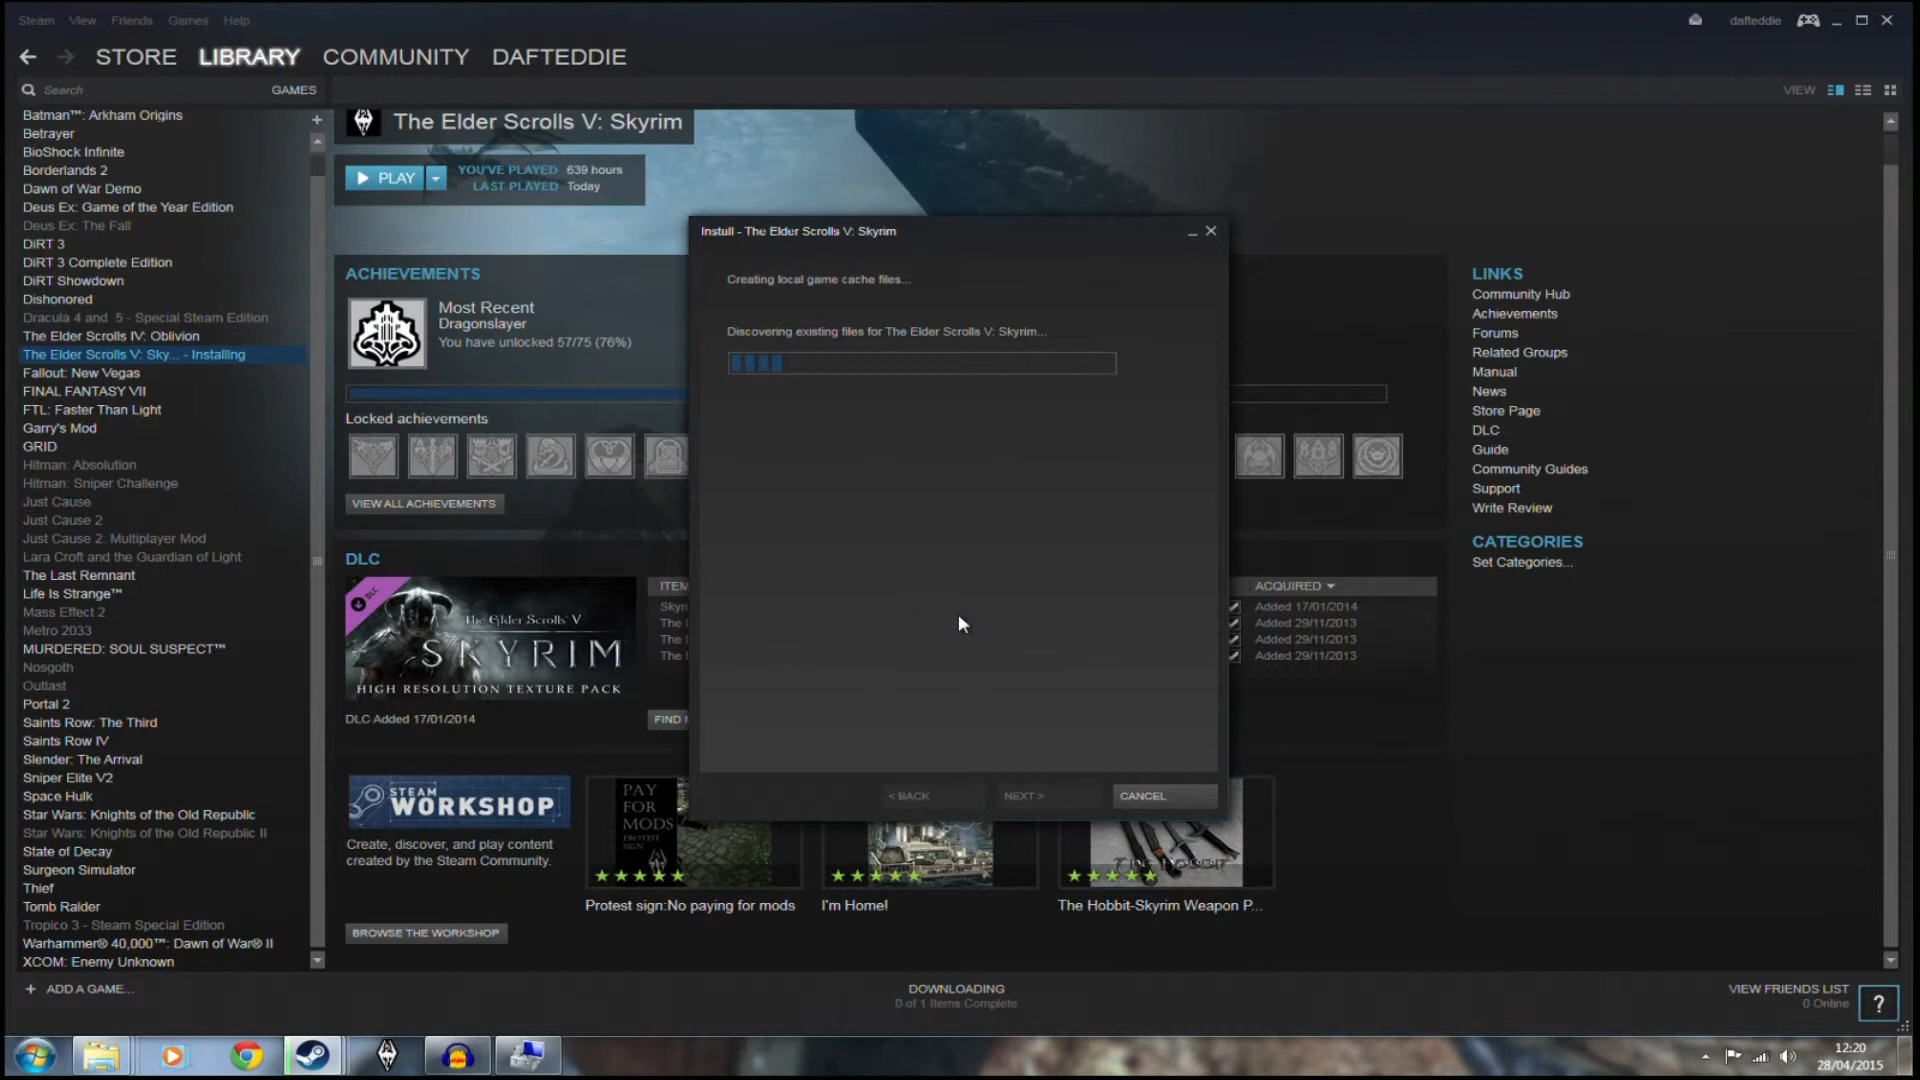 Steam View Friends Games Help
dafteddie
STORE LIBRARY COMMUNITY DAFTEDDIE
Search
GAMES
VIEW
Batman™: Arkham Origins
Betrayer
BioShock Infinite
Borderlands 2
Dawn of War Demo
Deus Ex: Game of the Year Edition
Deus Ex: The Fall
DiRT 3
DiRT 3 Complete Edition
DiRT Showdown
Dishonored
Dracula 4 and 5 - Special Steam Edition
The Elder Scrolls IV: Oblivion
The Elder Scrolls V: Sky... - Installing
Fallout: New Vegas
FINAL FANTASY VII
FTL: Faster Than Light
Garry's Mod
GRID
Hitman: Absolution
Hitman: Sniper Challenge
Just Cause
Just Cause 2
Just Cause 2: Multiplayer Mod
Lara Croft and the Guardian of Light
The Last Remnant
Life Is Strange™
Mass Effect 2
Metro 2033
MURDERED: SOUL SUSPECT™
Nosgoth
Outlast
Portal 2
Saints Row: The Third
Saints Row IV
Slender: The Arrival
Sniper Elite V2
Space Hulk
Star Wars: Knights of the Old Republic
Star Wars: Knights of the Old Republic II
State of Decay
Surgeon Simulator
Thief
Tomb Raider
Tropico 3 - Steam Special Edition
Warhammer® 40,000™: Dawn of War® II
XCOM: Enemy Unknown
+ ADD A GAME...
The Elder Scrolls V: Skyrim
PLAY
YOU'VE PLAYED 639 hours
LAST PLAYED Today
ACHIEVEMENTS
Most Recent
Dragonslayer
You have unlocked 57/75 (76%)
Locked achievements
VIEW ALL ACHIEVEMENTS
DLC
DLC
The Elder Scrolls V
SKYRIM
HIGH RESOLUTION TEXTURE PACK
DLC Added 17/01/2014
ITEM
Skyr
The
The
The
FIND
ACQUIRED
Added 17/01/2014
Added 29/11/2013
Added 29/11/2013
Added 29/11/2013
STEAM
WORKSHOP
Create, discover, and play content
created by the Steam Community.
BROWSE THE WORKSHOP
PAY
FOR
MODS
PROTEST
SIGN
Protest sign:No paying for mods
I'm Home!
The Hobbit-Skyrim Weapon P...
Install - The Elder Scrolls V: Skyrim
Creating local game cache files...
Discovering existing files for The Elder Scrolls V: Skyrim...
< BACK
NEXT >
CANCEL
LINKS
Community Hub
Achievements
Forums
Related Groups
Manual
News
Store Page
DLC
Guide
Community Guides
Support
Write Review
CATEGORIES
Set Categories...
DOWNLOADING
0 of 1 Items Complete
VIEW FRIENDS LIST
0 Online
?
12:20
28/04/2015